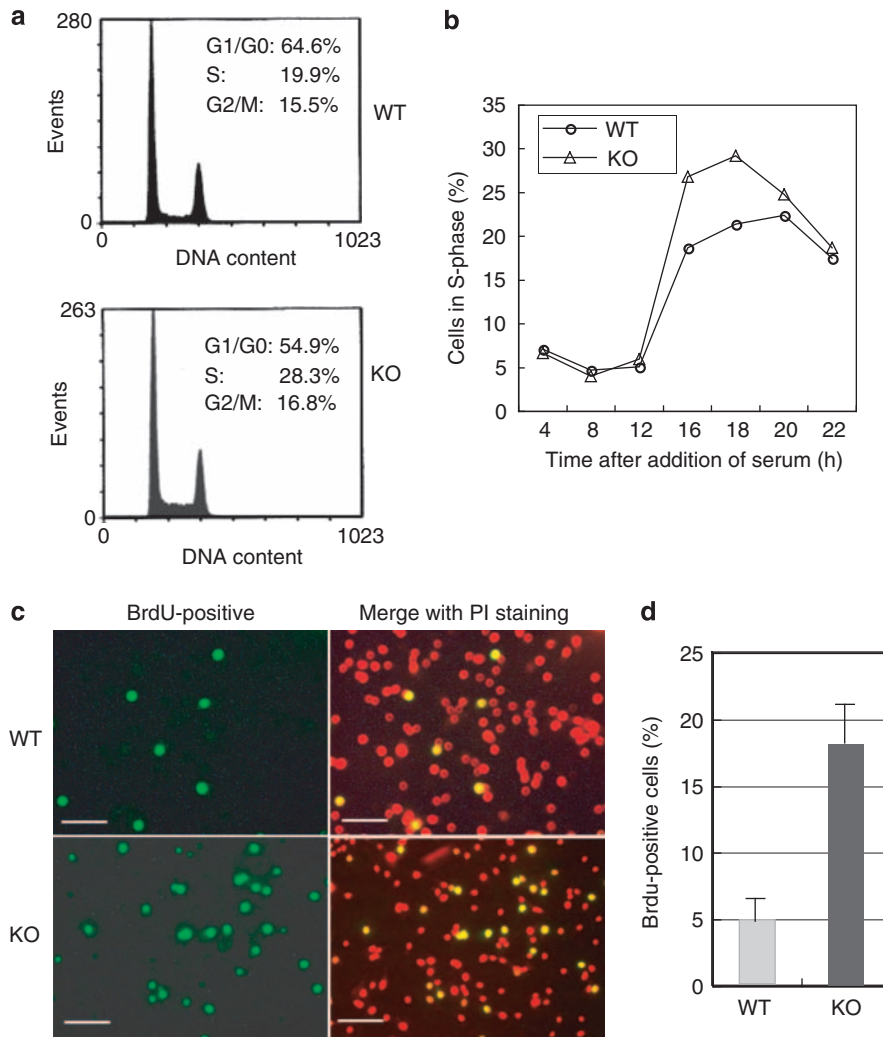 a
280
G1/G0: 64.6%
S: 19.9%
G2/M: 15.5%
WT
Events
0
0
1023
DNA content
263
G1/G0: 54.9%
S: 28.3%
G2/M: 16.8%
KO
Events
0
0
1023
DNA content
b
35
30
25
20
15
10
5
0
Cells in S-phase (%)
WT
KO
4 8 12 16 18 20 22
Time after addition of serum (h)
c
BrdU-positive
Merge with PI staining
WT
KO
d
25
20
15
10
5
0
Brdu-positive cells (%)
WT
KO